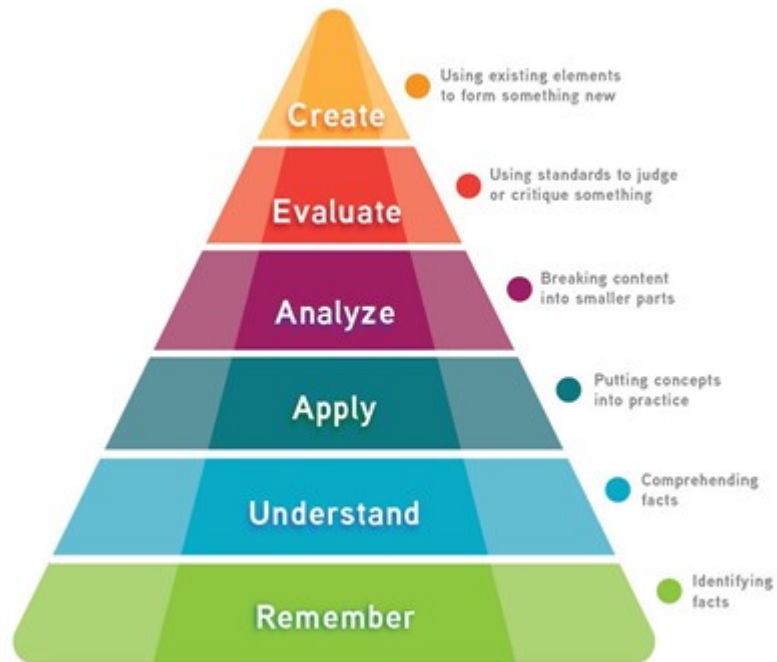 Create
Using existing elements
to form something new
Evaluate
Using standards to judge
or critique something
Analyze
Breaking content
into smaller parts
Apply
Putting concepts
into practice
Understand
Comprehending
facts
Remember
Identifying
facts